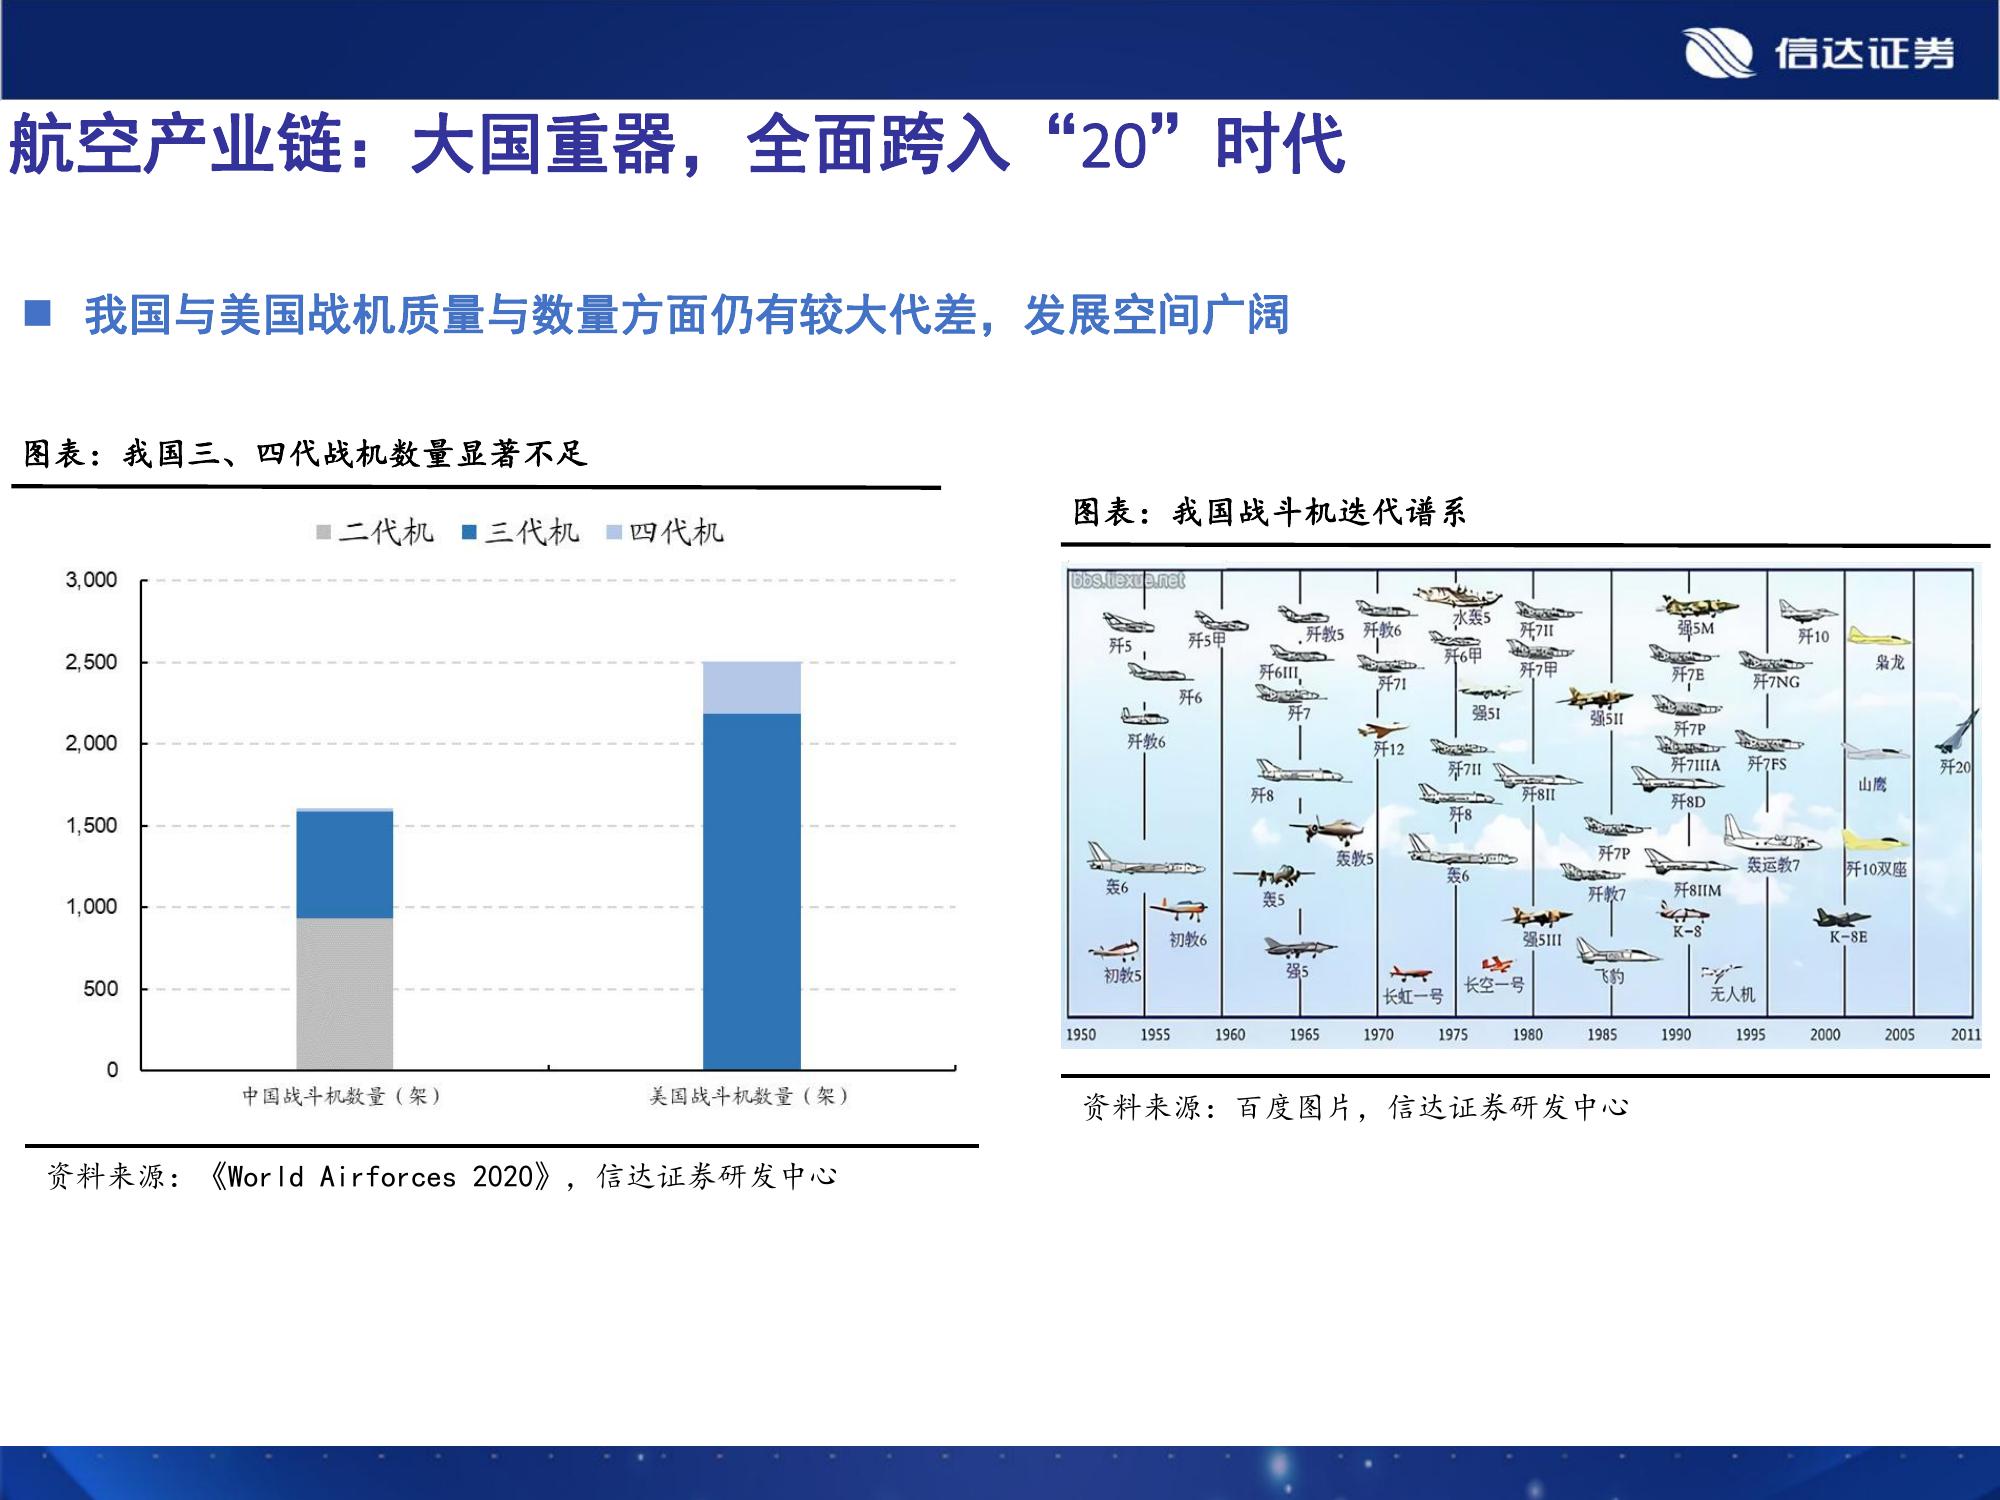 信达证券
航空产业链：大国重器，全面跨入“20”时代
■ 我国与美国战机质量与数量方面仍有较大代差，发展空间广阔
图表：我国三、四代战机数量显著不足
二代机 三代机 四代机
3,000
2,500
2,000
1,500
1,000
500
0
中国战斗机数量（架） 美国战斗机数量（架）
资料来源：《World Airforces 2020》，信达证券研发中心
图表：我国战斗机迭代谱系
bbs.tiexue.net
歼5 歼5甲 歼教5 歼教6 水轰5 歼7II 强5M 歼10 枭龙
歼6 歼6III 歼7I 歼6甲 歼7甲 歼7E 歼7NG
歼教6 歼7 歼12 强5I 强5II 歼7P
歼7II 歼7IIIA 歼7FS 山鹰 歼20
歼8 歼8 歼8II 歼8D
轰6 轰教5 轰6 歼7P 轰运教7 歼10双座
轰5 歼教7 歼8IIM
初教6 强5III K-8 K-8E
初教5 强5 长虹一号 长空一号 飞豹 无人机
1950 1955 1960 1965 1970 1975 1980 1985 1990 1995 2000 2005 2011
资料来源：百度图片，信达证券研发中心